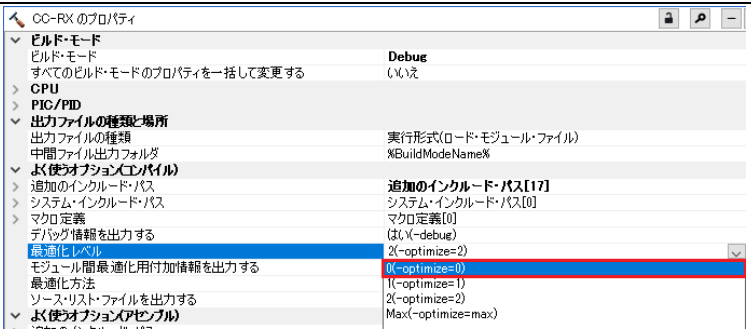 CC-RX のプロパティ
ビルド・モード
ビルド・モード Debug
すべてのビルド・モードのプロパティを一括して変更する いいえ
CPU
PIC/PID
出力ファイルの種類と場所
出力ファイルの種類 実行形式(ロード・モジュール・ファイル)
中間ファイル出力フォルダ %BuildModeName%
よく使うオプション(コンパイル)
追加のインクルード・パス 追加のインクルード・パス[17]
システム・インクルード・パス システム・インクルード・パス[0]
マクロ定義 マクロ定義[0]
デバッグ情報を出力する はい(-debug)
最適化レベル 2(-optimize=2)
モジュール間最適化用付加情報を出力する 0(-optimize=0)
最適化方法 1(-optimize=1)
ソース・リスト・ファイルを出力する 2(-optimize=2)
よく使うオプション(アセンブル) Max(-optimize=max)